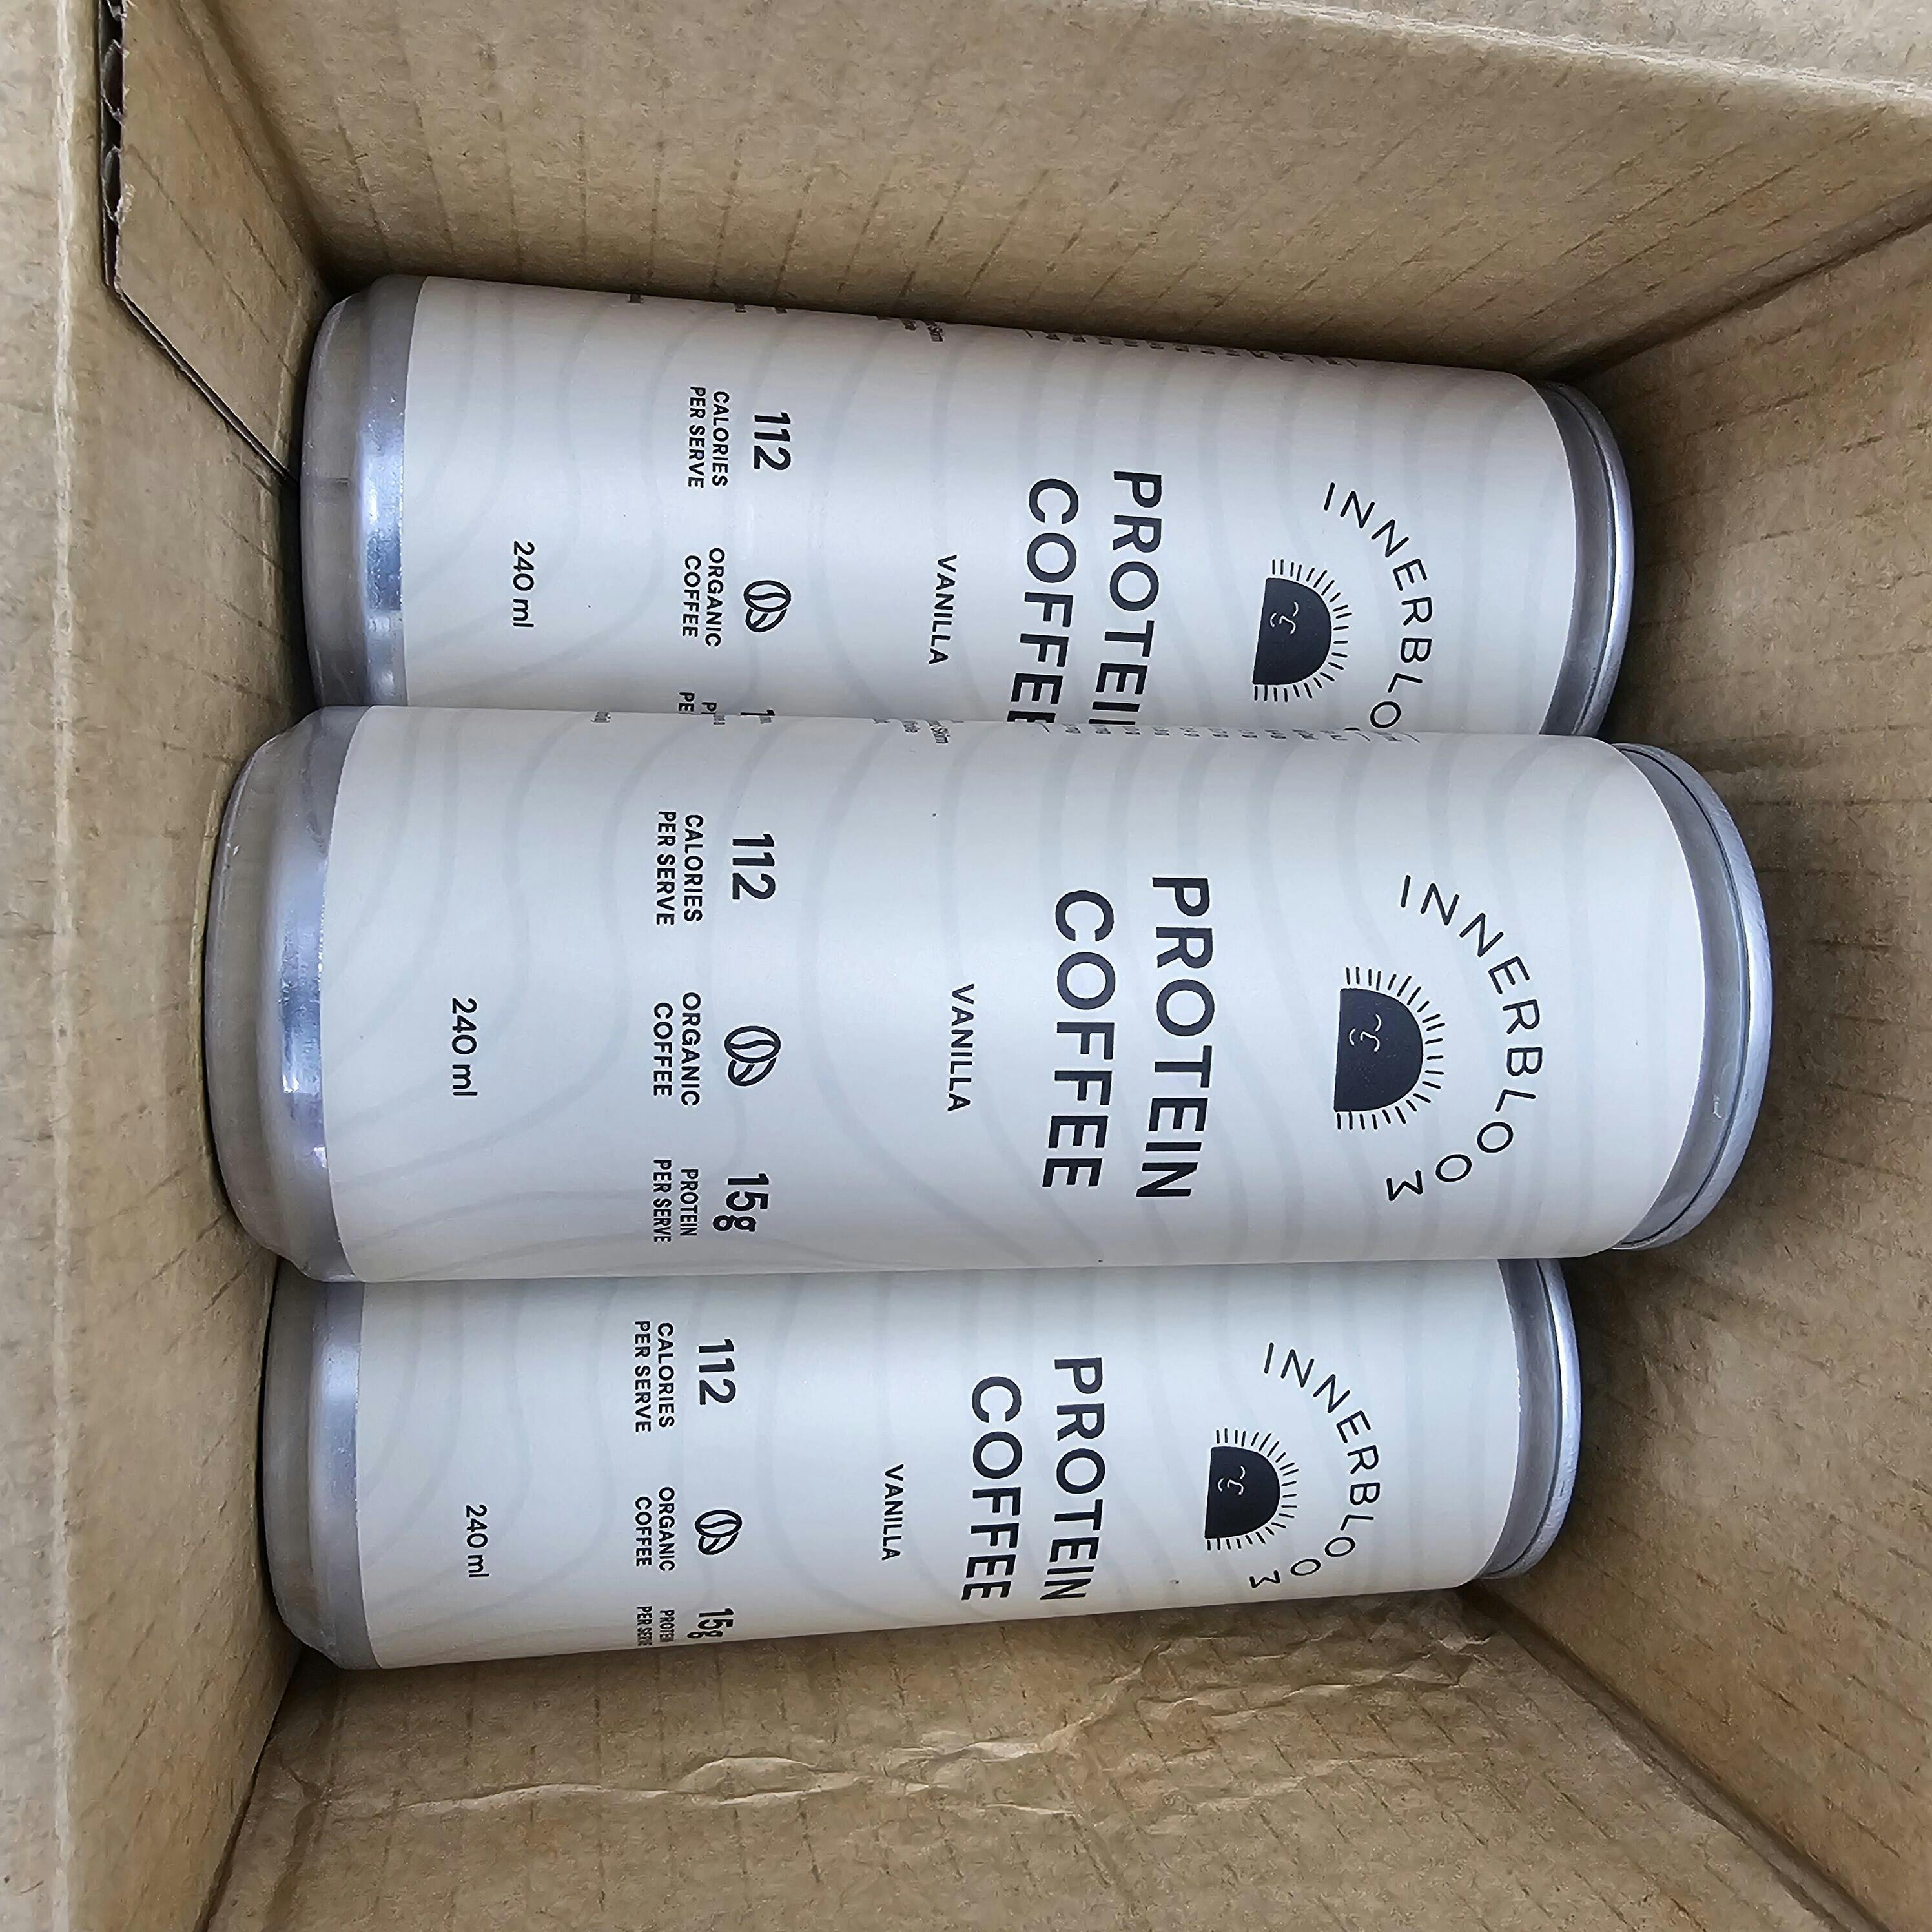 INNERBLOO
PROTEIN
COFFEE
VANILLA
112
CALORIES
PER SERVE
ORGANIC
COFFEE
240 ml
INNERBLOOM
PROTEIN
COFFEE
VANILLA
112
CALORIES
PER SERVE
ORGANIC
COFFEE
15g
PROTEIN
PER SERVE
240 ml
INNERBLOOM
PROTEIN
COFFEE
VANILLA
112
CALORIES
PER SERVE
ORGANIC
COFFEE
15g
PROTEIN
PER SERVE
240 ml